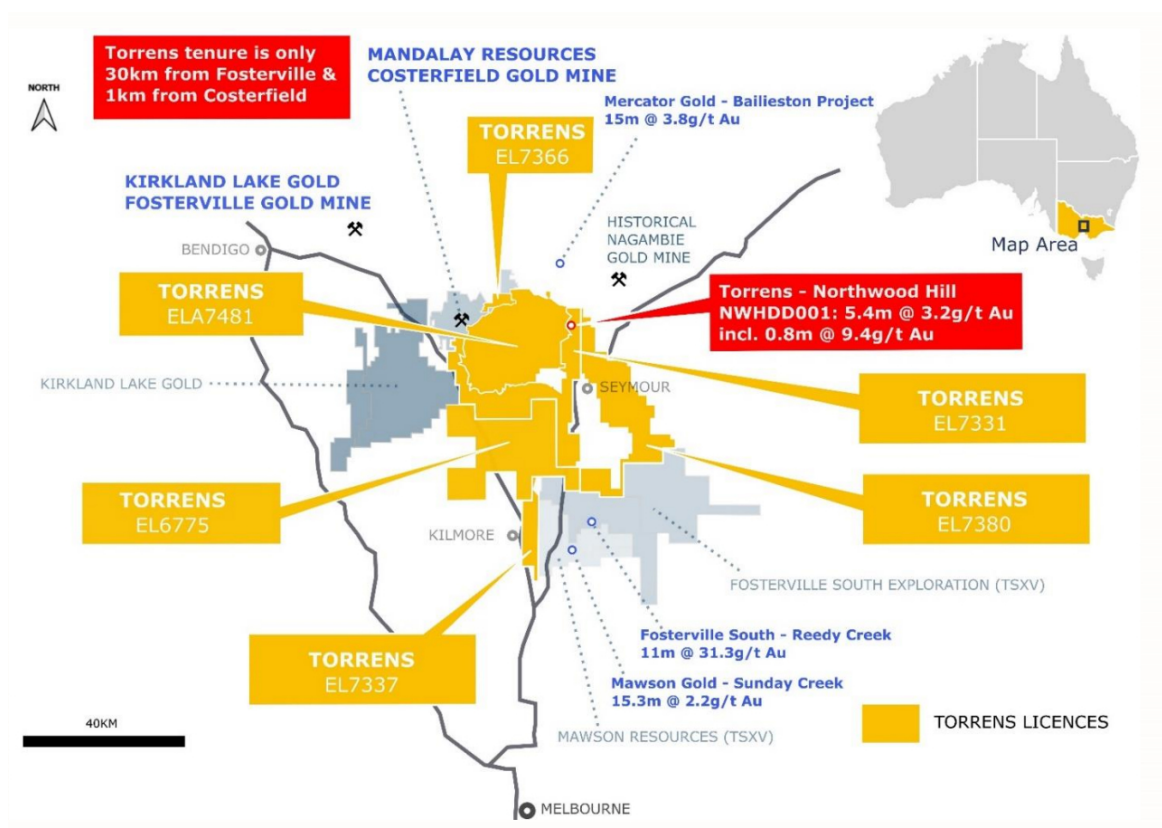 Torrens tenure is only
30km from Fosterville &
1km from Costerfield
NORTH
MANDALAY RESOURCES
COSTERFIELD GOLD MINE
Mercator Gold - Bailieston Project
15m @ 3.8g/t Au
TORRENS
EL7366
KIRKLAND LAKE GOLD
FOSTERVILLE GOLD MINE
BENDIGO
HISTORICAL
NAGAMBIE
GOLD MINE
Map Area
TORRENS
ELA7481
Torrens - Northwood Hill
NWHDD001: 5.4m @ 3.2g/t Au
incl. 0.8m @ 9.4g/t Au
KIRKLAND LAKE GOLD
SEYMOUR
TORRENS
EL7331
TORRENS
EL6775
TORRENS
EL7380
KILMORE
FOSTERVILLE SOUTH EXPLORATION (TSXV)
Fosterville South - Reedy Creek
11m @ 31.3g/t Au
TORRENS
EL7337
Mawson Gold - Sunday Creek
15.3m @ 2.2g/t Au
40KM
MAWSON RESOURCES (TSXV)
TORRENS LICENCES
MELBOURNE